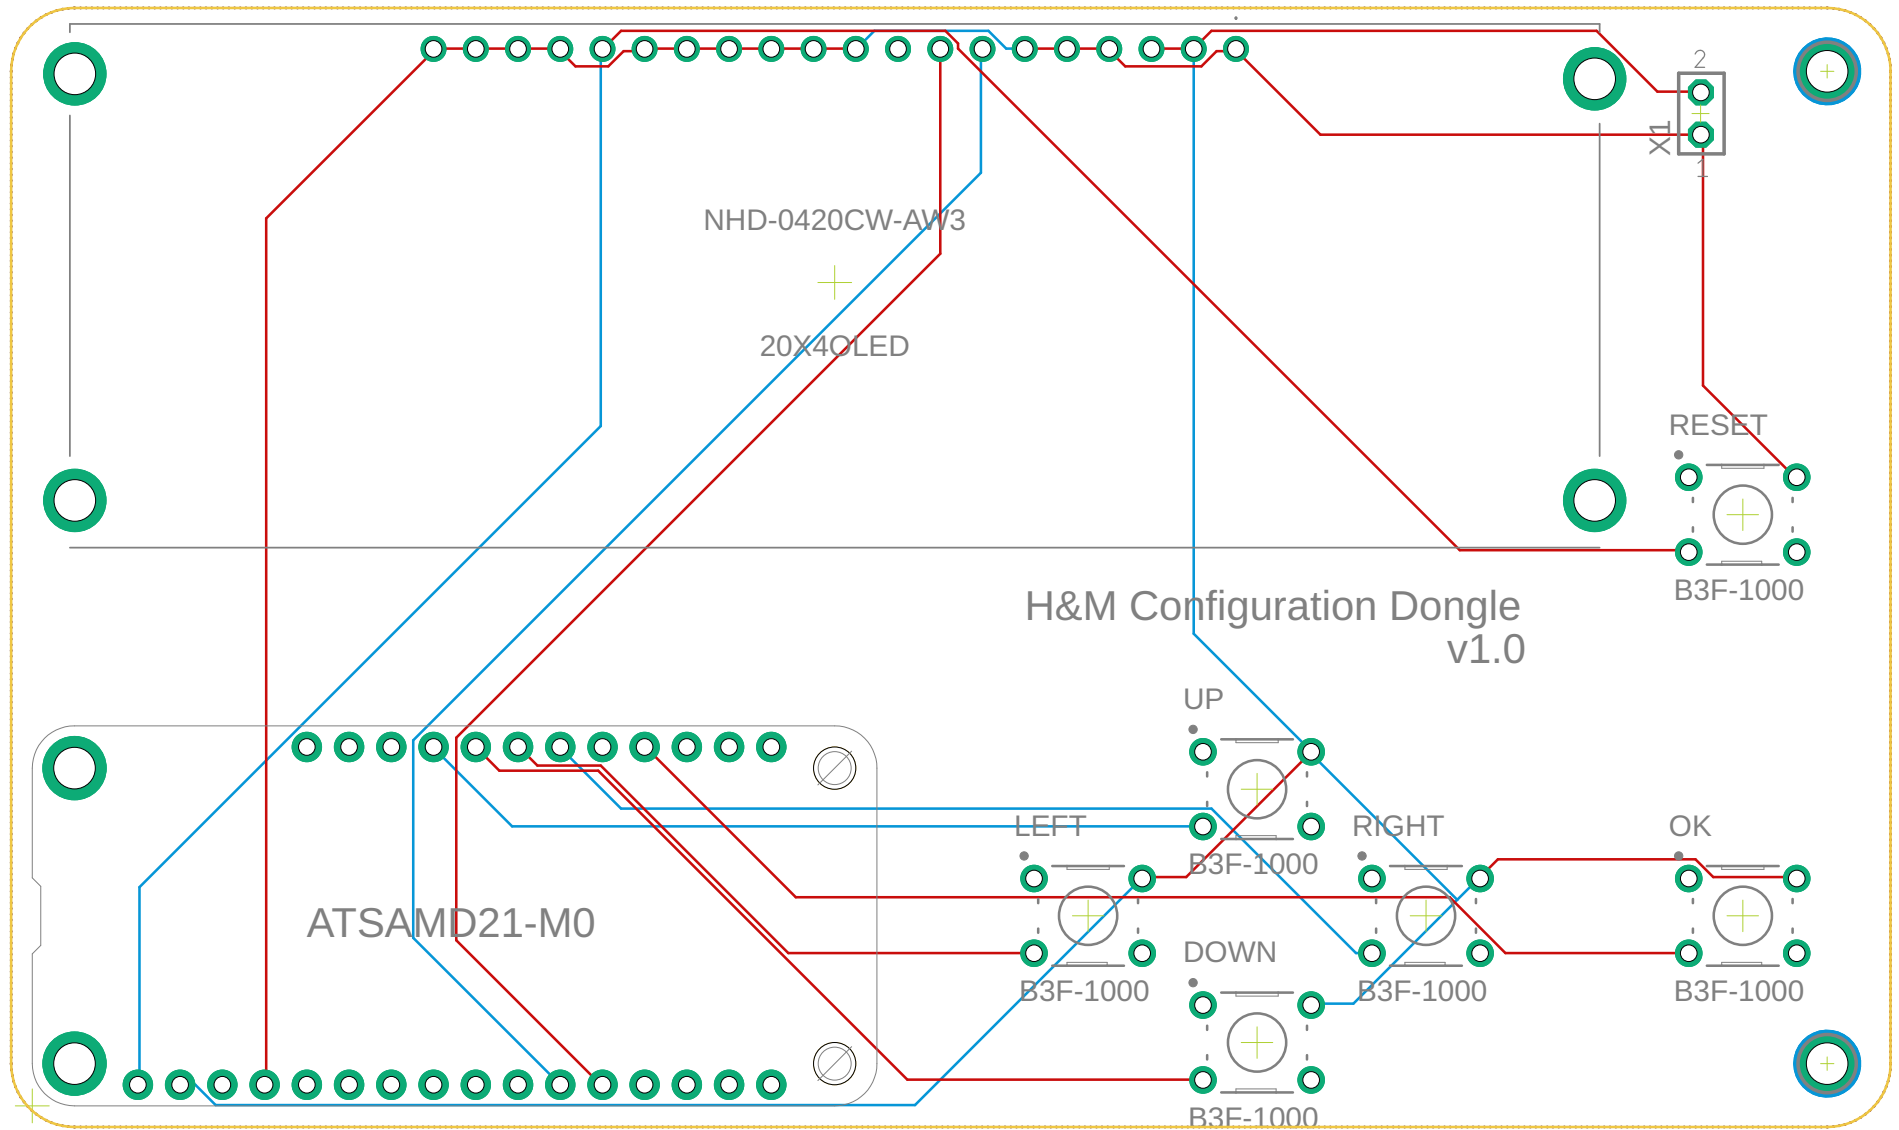 2
X1
1
NHD-0420CW-AW3
20X4OLED
RESET
B3F-1000
H&M Configuration Dongle
v1.0
UP
B3F-1000
LEFT
RIGHT
OK
ATSAMD21-M0
DOWN
B3F-1000
B3F-1000
B3F-1000
B3F-1000